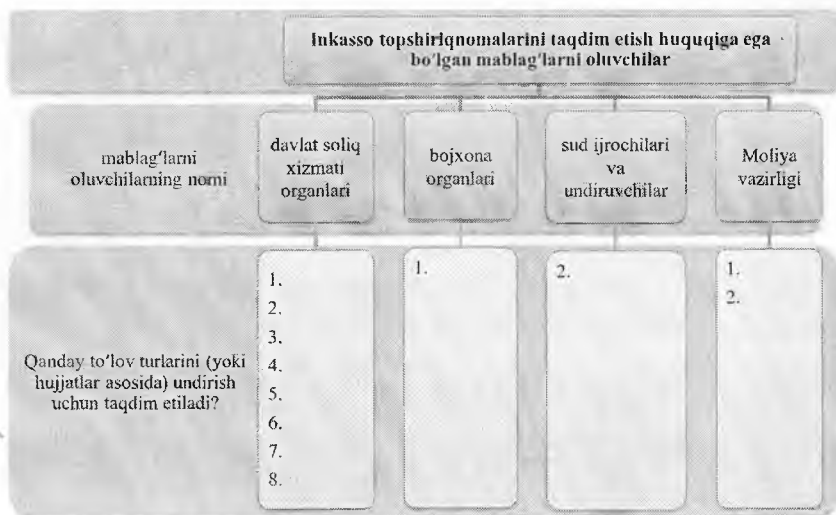 Inkasso topshiriqnomalarini taqdim etish huquqiga ega
bo'lgan mablag'larni oluvchilar
mablag'larni
oluvchilarning nomi
davlat soliq
xizmati
organlari
bojxona
organlari
sud ijrochilari
va
undiruvchilar
Moliya
vazirligi
Qanday to'lov turlarini (yoki
hujjatlar asosida) undirish
uchun taqdim etiladi?
1.
2.
3.
4.
5.
6.
7.
8.
1.
2.
1.
2.